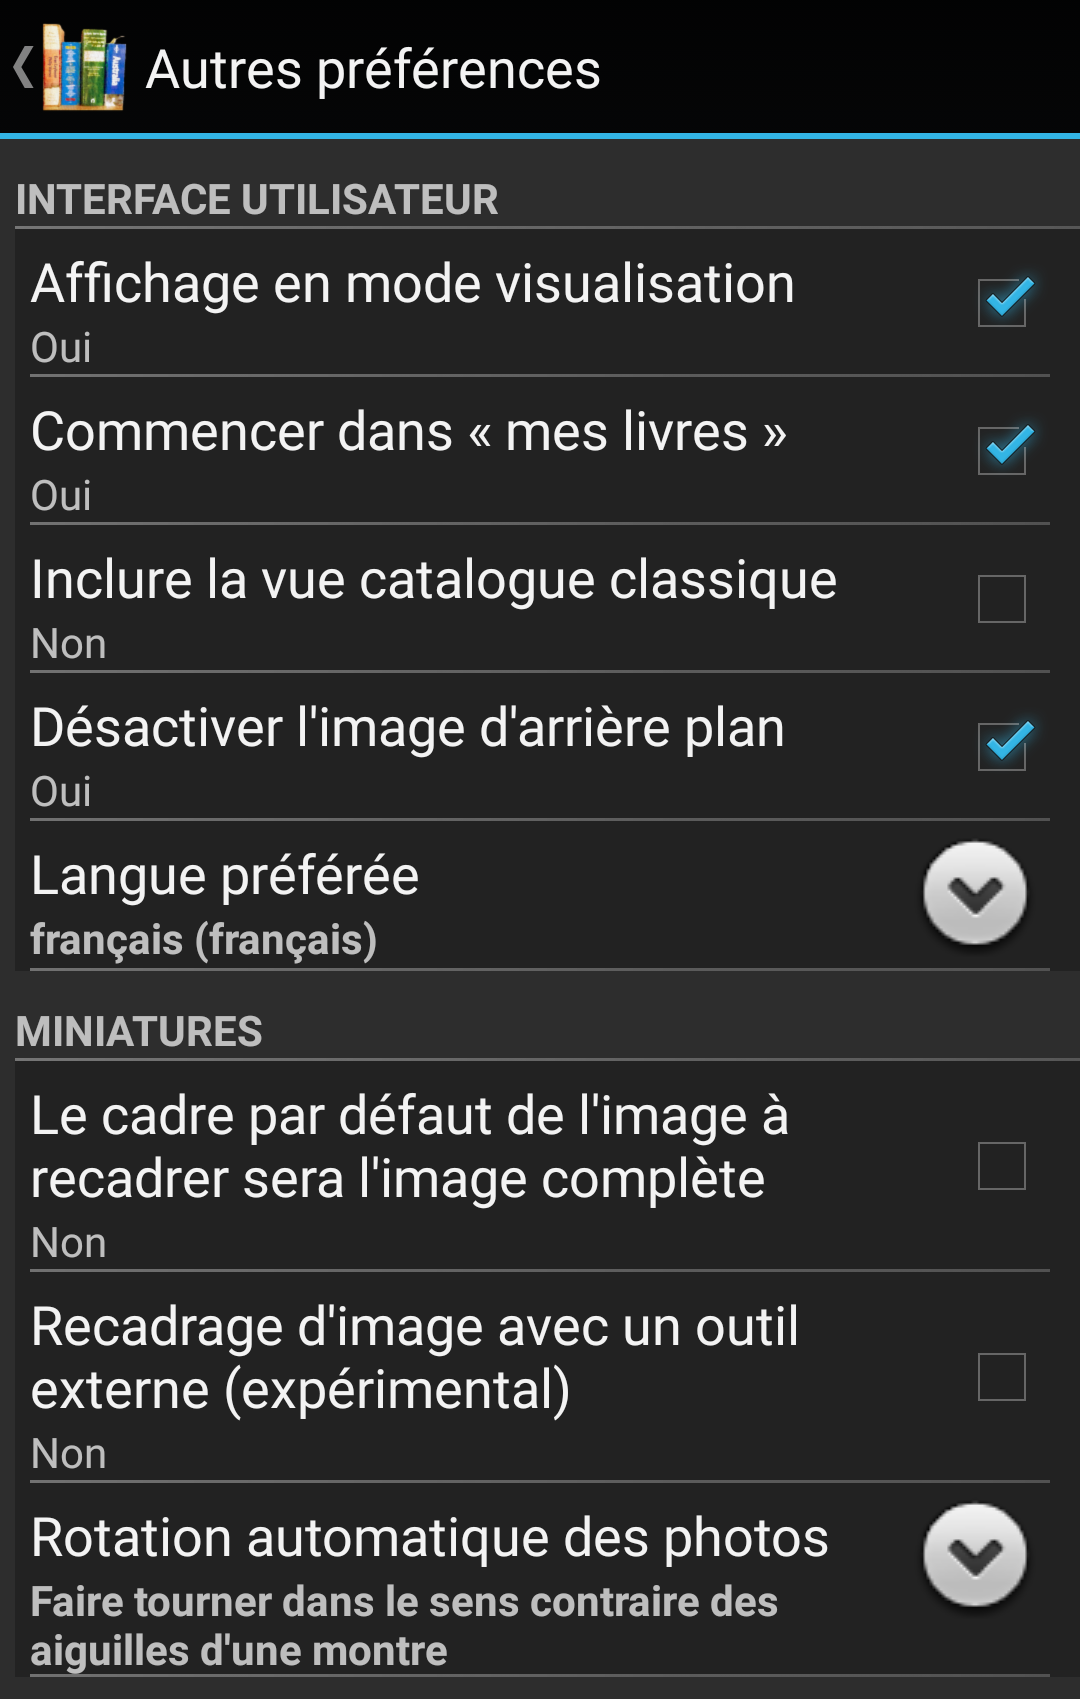 Autres préférences
INTERFACE UTILISATEUR
Affichage en mode visualisation
Oui
Commencer dans « mes livres »
Oui
Inclure la vue catalogue classique
Non
Désactiver l'image d'arrière plan
Oui
Langue préférée
français (français)
MINIATURES
Le cadre par défaut de l'image à
recadrer sera l'image complète
Non
Recadrage d'image avec un outil
externe (expérimental)
Non
Rotation automatique des photos
Faire tourner dans le sens contraire des
aiguilles d'une montre